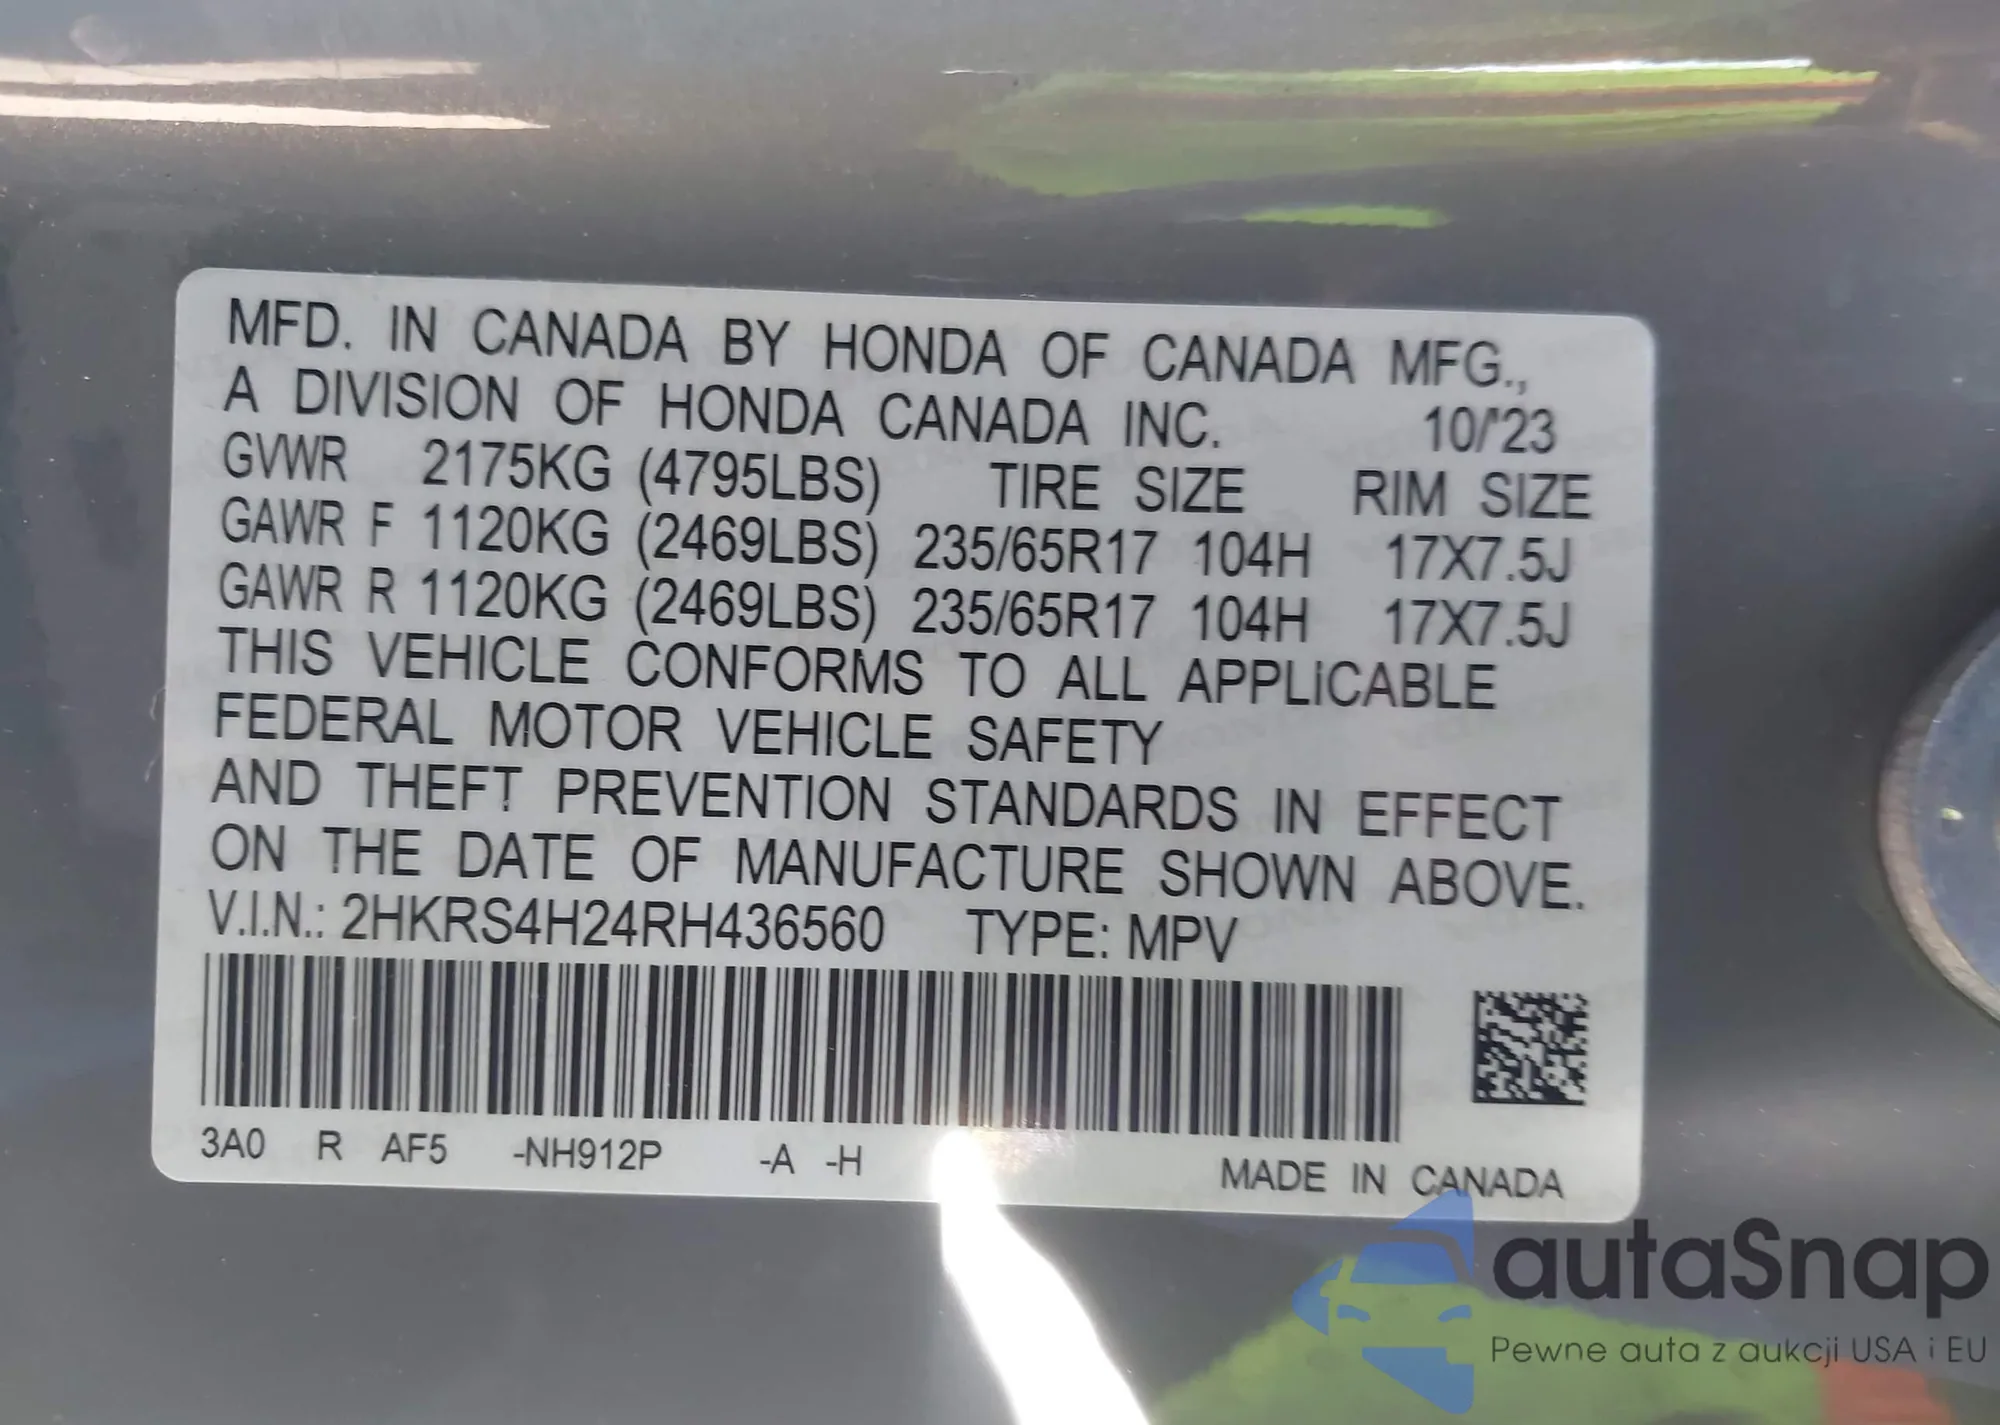 MFD. IN CANADA BY HONDA OF CANADA MFG.,
A DIVISION OF HONDA CANADA INC. 10/'23
GVWR 2175KG (4795LBS) TIRE SIZE RIM SIZE
GAWR F 1120KG (2469LBS) 235/65R17 104H 17X7.5J
GAWR R 1120KG (2469LBS) 235/65R17 104H 17X7.5J
THIS VEHICLE CONFORMS TO ALL APPLICABLE
FEDERAL MOTOR VEHICLE SAFETY
AND THEFT PREVENTION STANDARDS IN EFFECT
ON THE DATE OF MANUFACTURE SHOWN ABOVE.
V.I.N.: 2HKRS4H24RH436560 TYPE: MPV
3A0 R AF5 -NH912P -A -H
MADE IN CANADA
autaSnap
Pewne auta z aukcji USA i EU